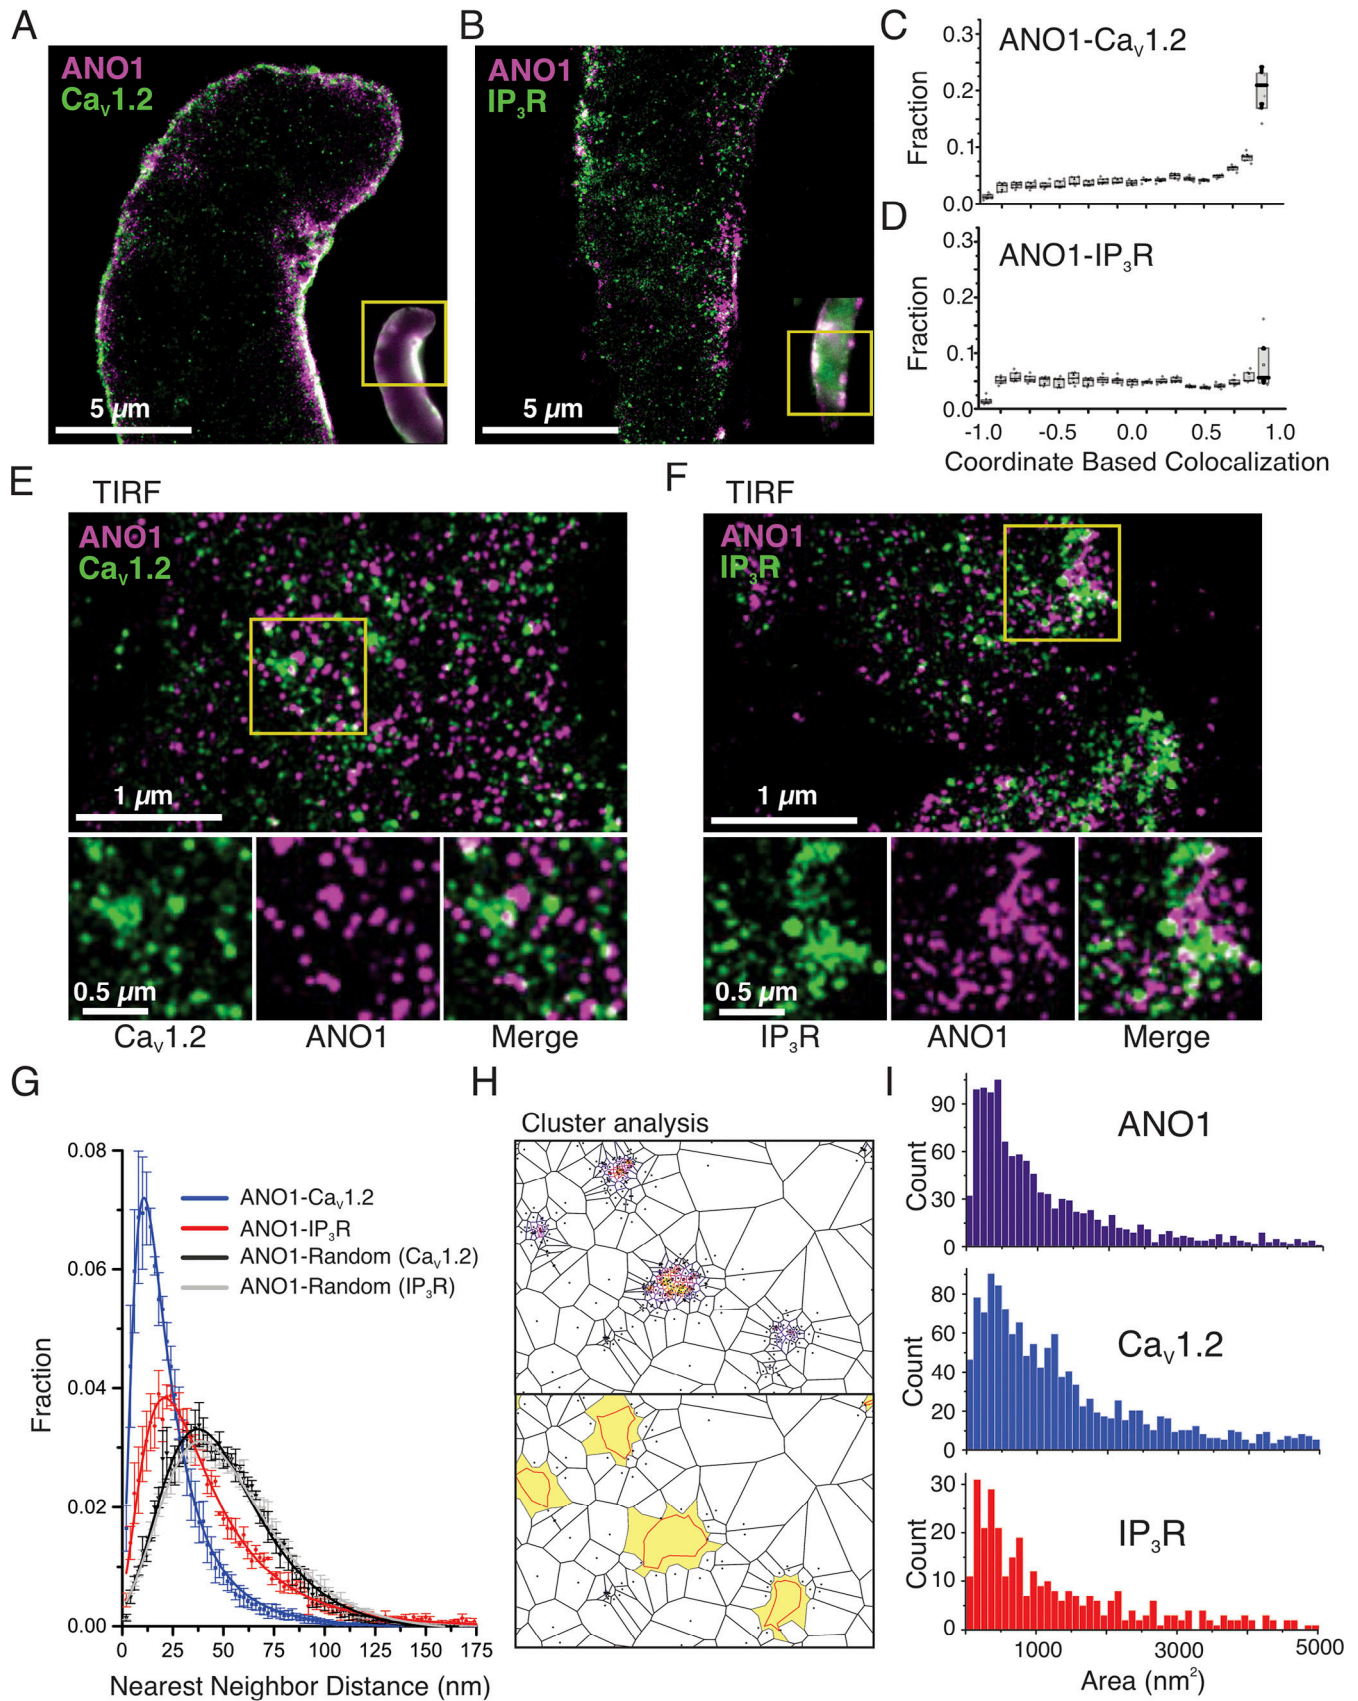 A
ANO1
CaV1.2
5 µm
B
ANO1
IP3R
5 µm
C
ANO1-CaV1.2
Fraction
0.3
0.2
0.1
0.0
D
ANO1-IP3R
Fraction
0.3
0.2
0.1
0.0
-1.0 -0.5 0.0 0.5 1.0
Coordinate Based Colocalization
E
TIRF
ANO1
CaV1.2
1 µm
0.5 µm
CaV1.2 ANO1 Merge
F
TIRF
ANO1
IP3R
1 µm
0.5 µm
IP3R ANO1 Merge
G
0.08
0.06
0.04
0.02
0.00
Fraction
ANO1-CaV1.2
ANO1-IP3R
ANO1-Random (CaV1.2)
ANO1-Random (IP3R)
0 25 50 75 100 125 150 175
Nearest Neighbor Distance (nm)
H
Cluster analysis
I
ANO1
Count
90
60
30
0
CaV1.2
Count
80
60
40
20
0
IP3R
Count
30
20
10
0
1000 3000 5000
Area (nm2)